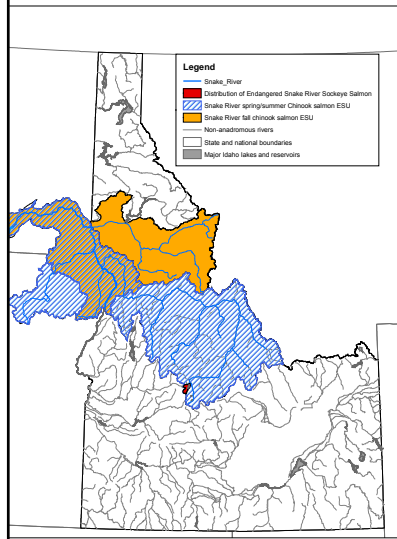 Legend
Snake_River
Distribution of Endangered Snake River Sockeye Salmon
Snake River spring/summer Chinook salmon ESU
Snake River fall chinook salmon ESU
Non-anadromous rivers
State and national boundaries
Major Idaho lakes and reservoirs